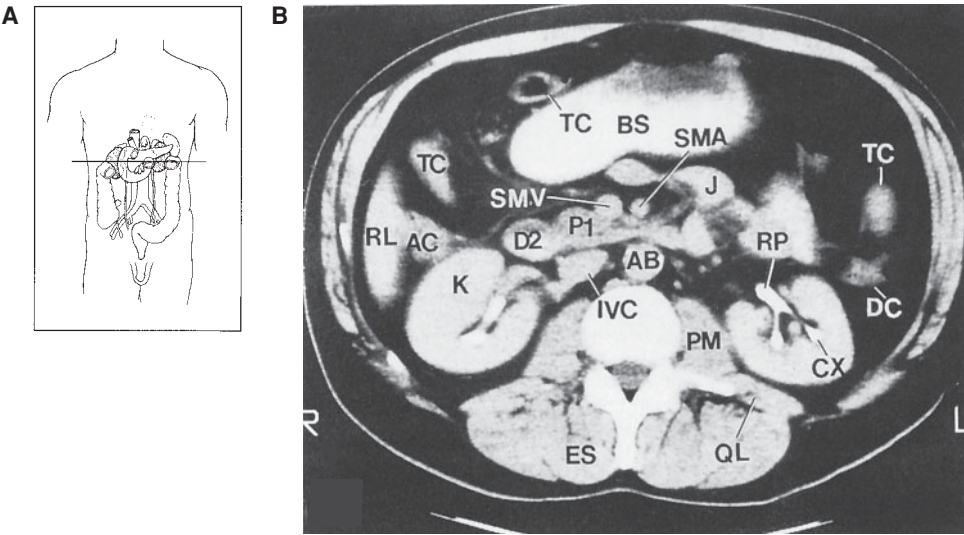 A
B
TC
BS
SMA
TC
J
TC
SMV
P1
RL
AC
D2
RP
AB
K
IVC
DC
PM
CX
R
L
ES
QL